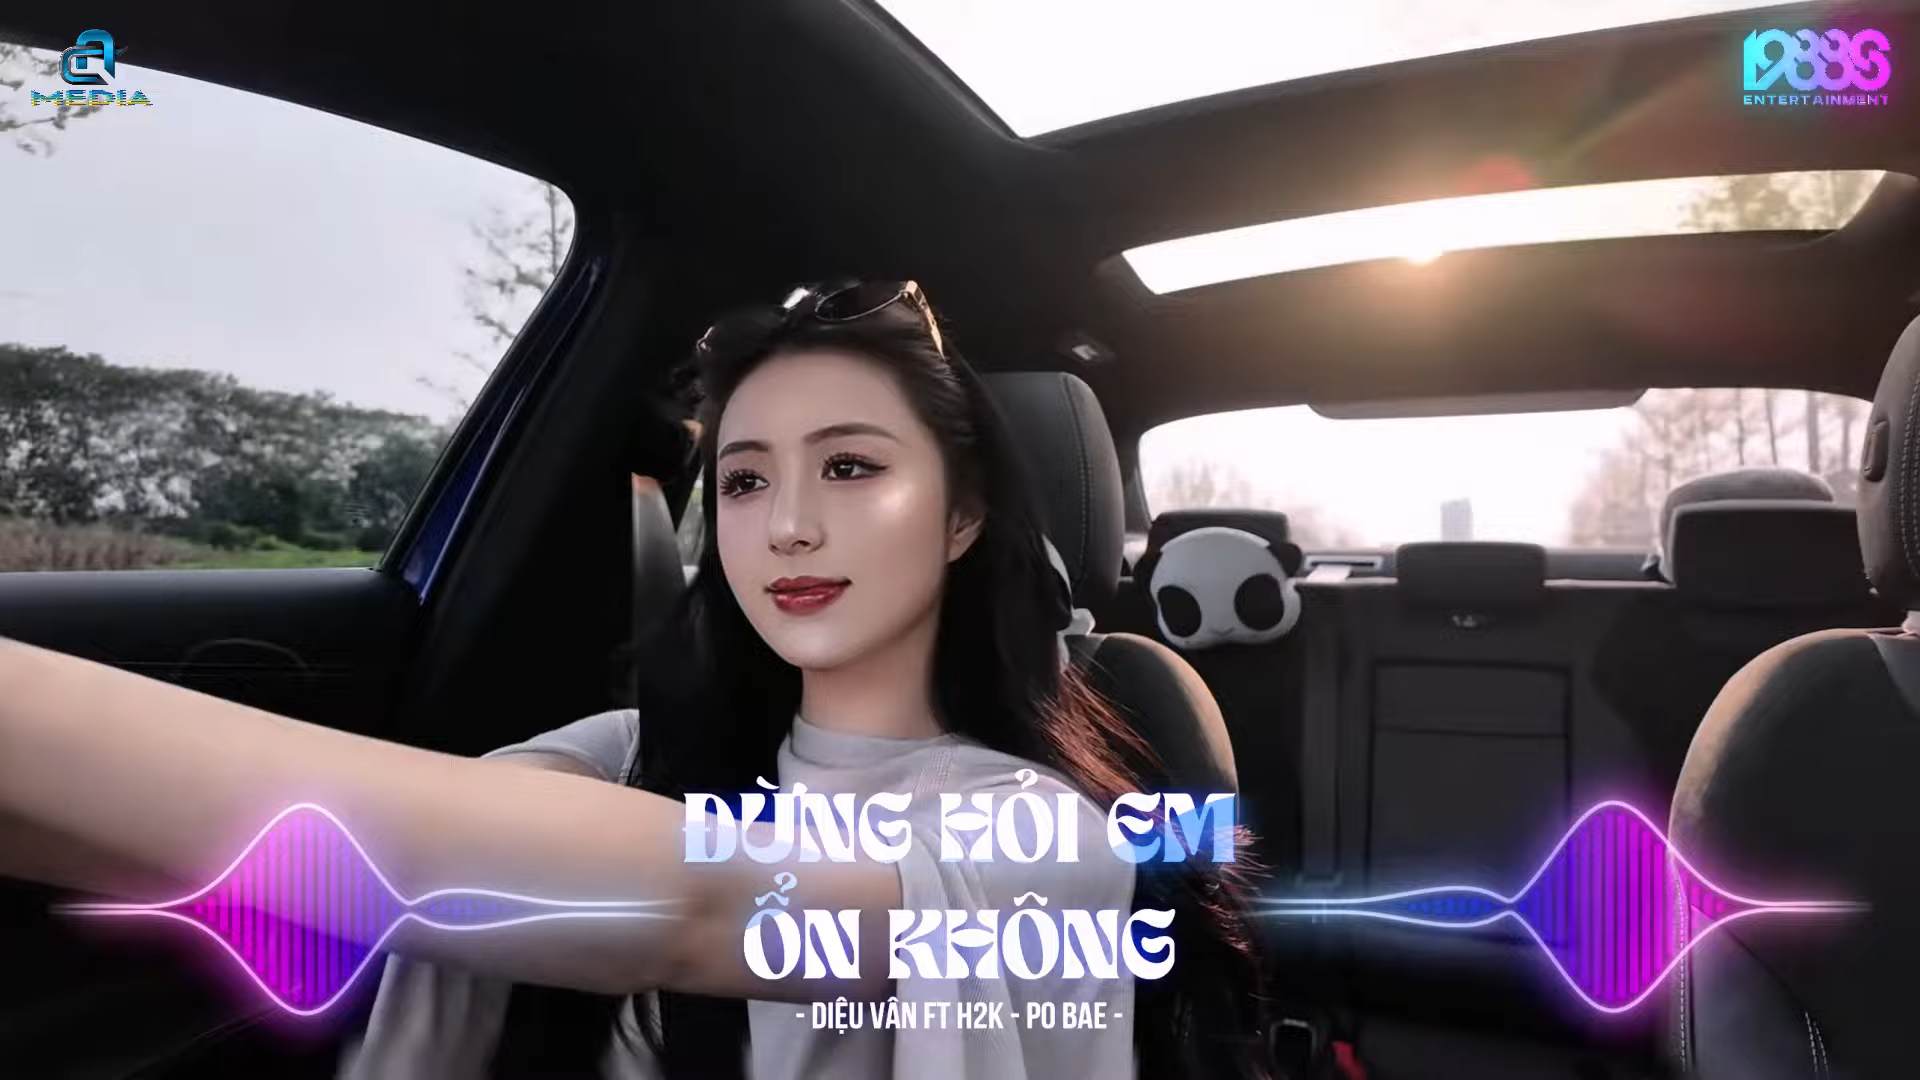 MEDIA
1988S
ENTERTAINMENT
ĐỪNG HỎI EM
ỔN KHÔNG
- DIỆU VÂN FT H2K - PO BAE -